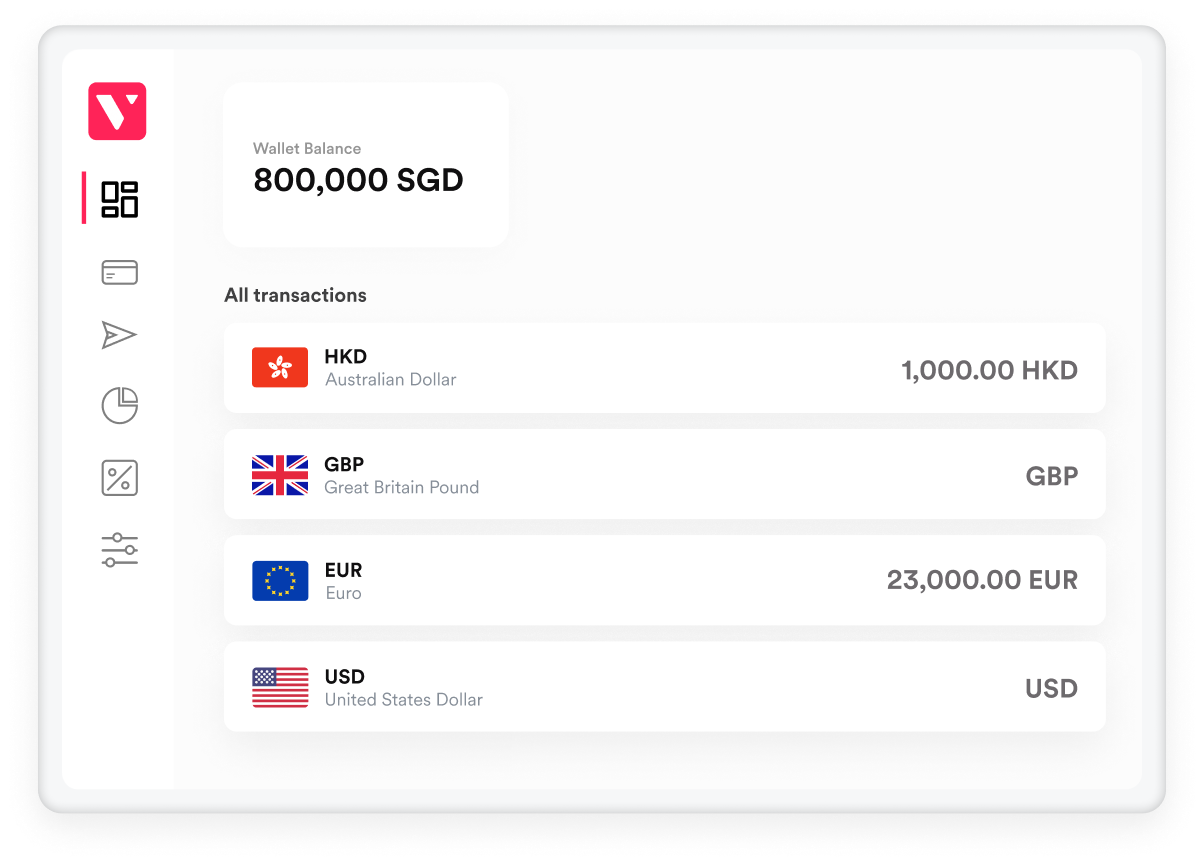 Wallet Balance
800,000 SGD
All transactions
HKD
Australian Dollar
1,000.00 HKD
GBP
Great Britain Pound
GBP
EUR
Euro
23,000.00 EUR
USD
United States Dollar
USD